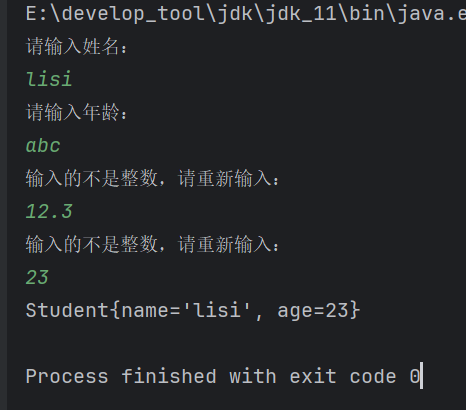 E:\develop_tool\jdk\jdk_11\bin\java.e
请输入姓名：
lisi
请输入年龄：
abc
输入的不是整数，请重新输入：
12.3
输入的不是整数，请重新输入：
23
Student{name='lisi', age=23}
Process finished with exit code 0